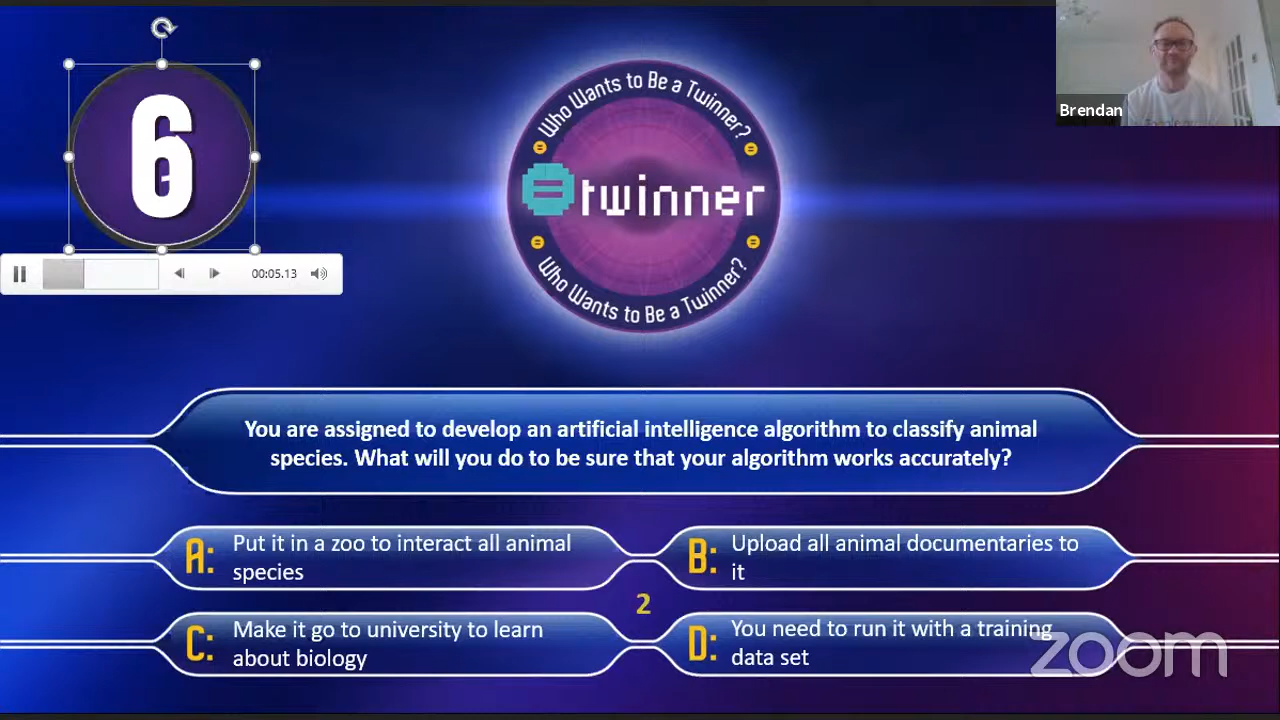 6
Brendan
Who Wants to Be a Twinner?
=twinner
Who Wants to Be a Twinner?
00:05.13
You are assigned to develop an artificial intelligence algorithm to classify animal
species. What will you do to be sure that your algorithm works accurately?
A: Put it in a zoo to interact all animal
species
B: Upload all animal documentaries to
it
2
C: Make it go to university to learn
about biology
D: You need to run it with a training
data set
zoom